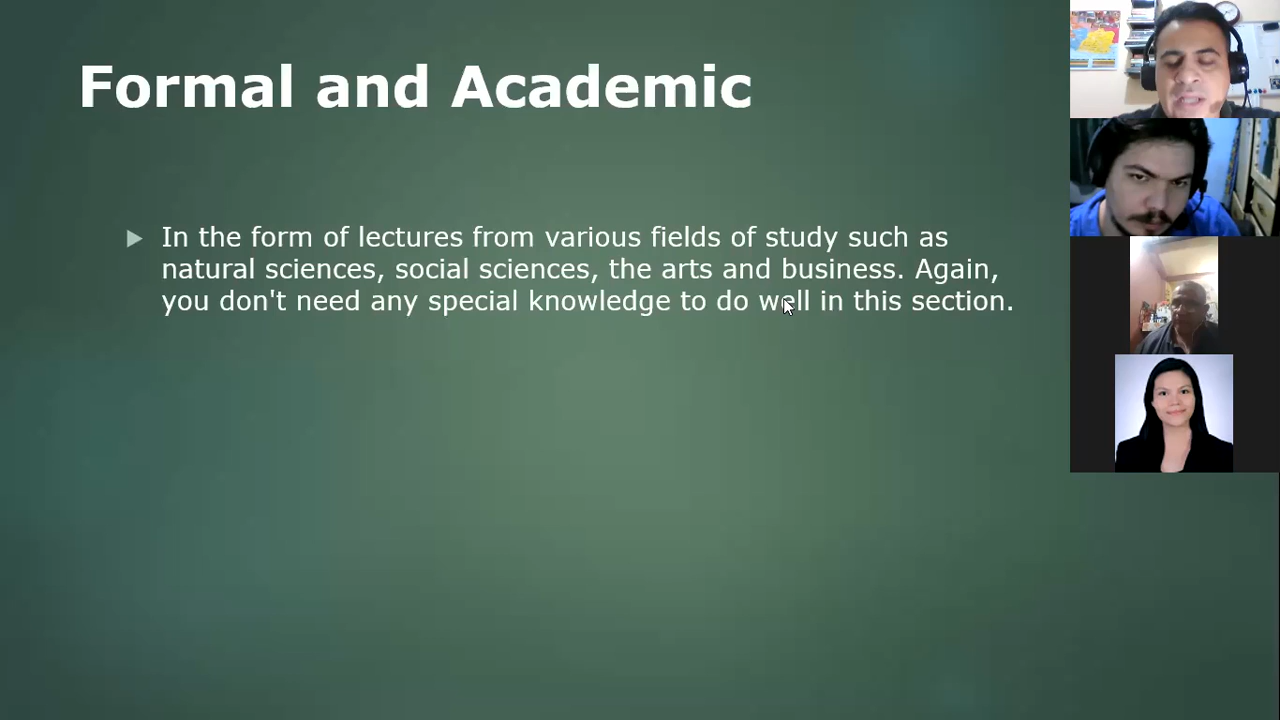 Formal and Academic
In the form of lectures from various fields of study such as
natural sciences, social sciences, the arts and business. Again,
you don't need any special knowledge to do well in this section.